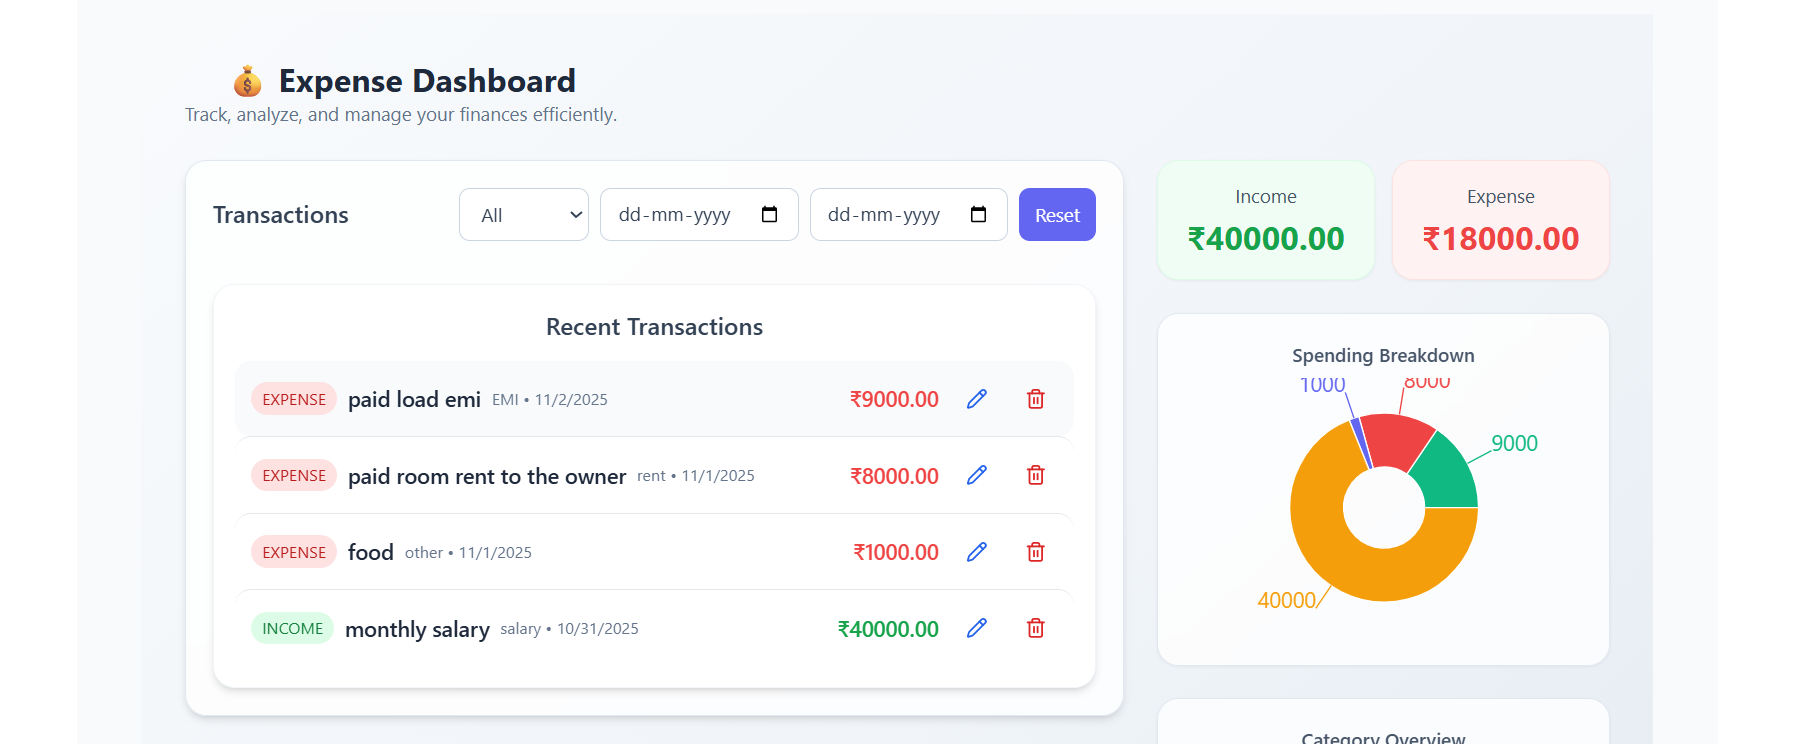 Expense Dashboard
Track, analyze, and manage your finances efficiently.
Transactions
All
dd-mm-yyyy
dd-mm-yyyy
Reset
Recent Transactions
EXPENSE paid load emi EMI • 11/2/2025 ₹9000.00
EXPENSE paid room rent to the owner rent • 11/1/2025 ₹8000.00
EXPENSE food other • 11/1/2025 ₹1000.00
INCOME monthly salary salary • 10/31/2025 ₹40000.00
Income
₹40000.00
Expense
₹18000.00
Spending Breakdown
1000
8000
9000
40000
Category Overview